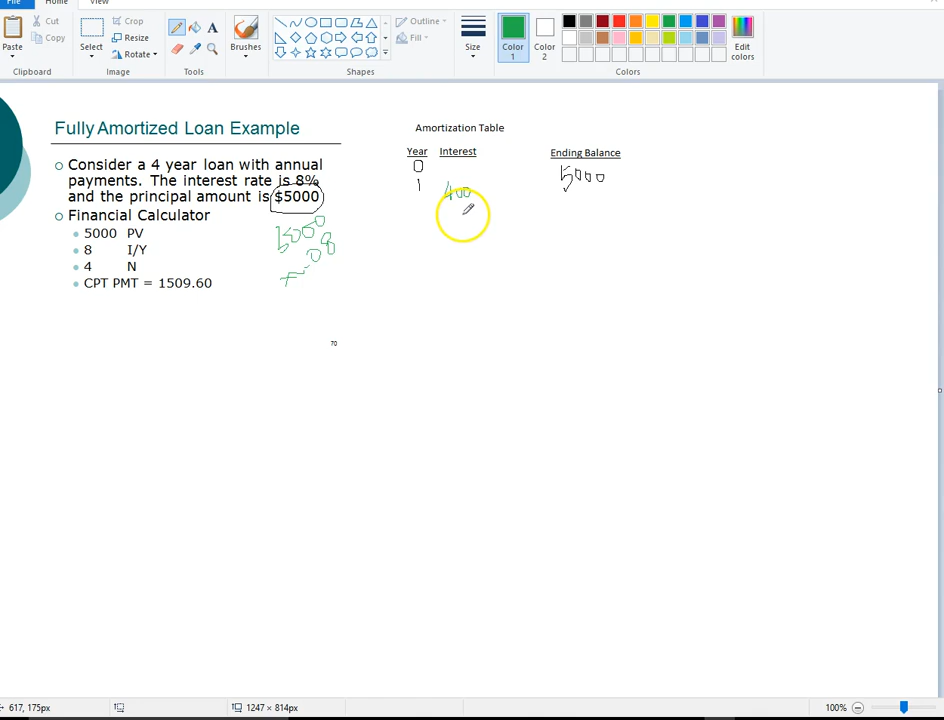 File Home View
Paste
Cut
Copy
Clipboard
Select
Crop
Resize
Rotate
Image
Tools
Brushes
Shapes
Outline
Fill
Size
Color 1
Color 2
Edit colors
Colors
Fully Amortized Loan Example
Consider a 4 year loan with annual
payments. The interest rate is 8%
and the principal amount is $5000
Financial Calculator
5000 PV
8 I/Y
4 N
CPT PMT = 1509.60
5000
.08
70
Amortization Table
Year Interest Ending Balance
0 5000
1 400
617, 175px
1247 × 814px
100%